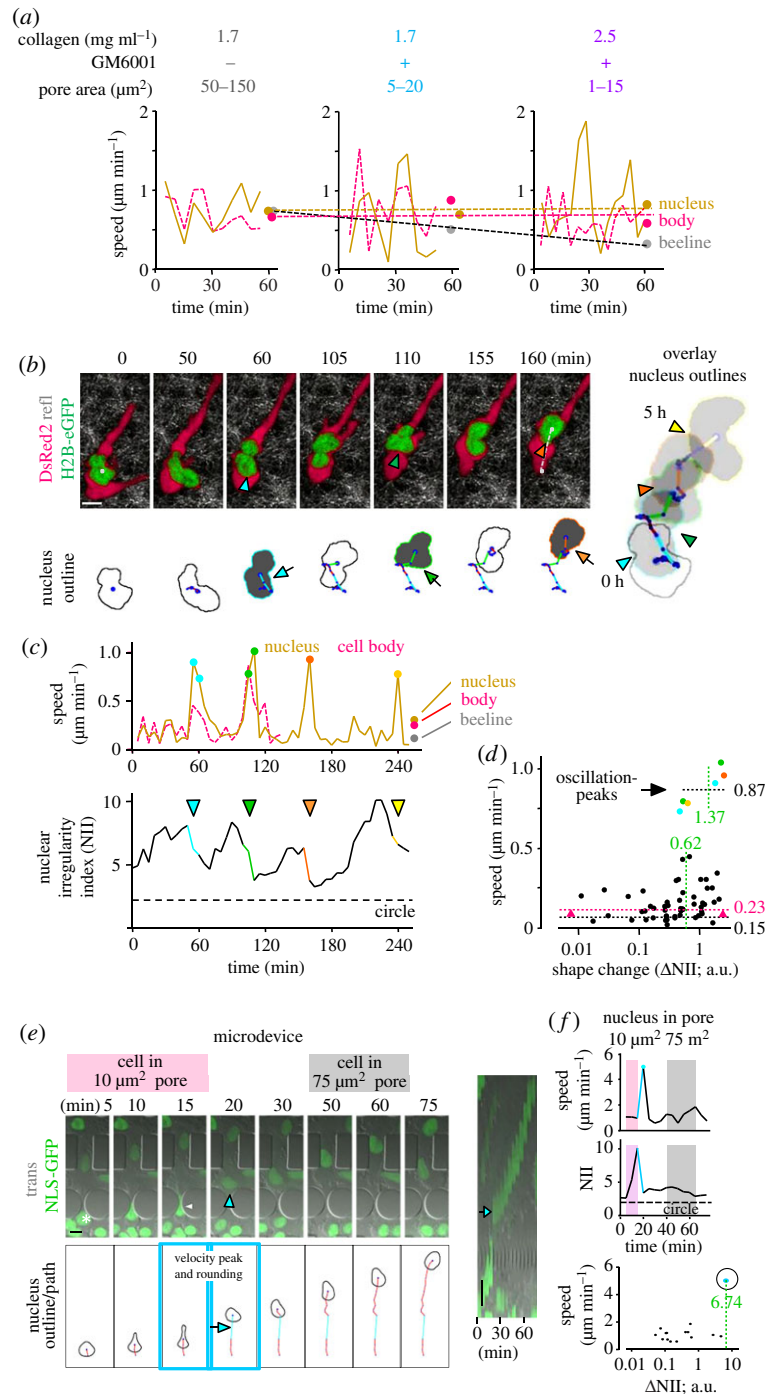 (a)
collagen (mg ml⁻¹) 1.7 1.7 2.5
GM6001 – + +
pore area (µm²) 50–150 5–20 1–15
speed (µm min⁻¹)
2 2 2
1 1 1
0 0 0
nucleus
body
beeline
0 30 60 0 30 60 0 30 60
time (min) time (min) time (min)
(b)
0 50 60 105 110 155 160 (min)
overlay
nucleus outlines
DsRed2 refl
H2B-eGFP
5 h
0 h
nucleus
outline
(c)
nucleus cell body
speed
(µm min⁻¹)
1.0
0.5
0
nucleus
body
beeline
nuclear
irregularity
index (NII)
10
5
circle
0 60 120 180 240
time (min)
(d)
oscillation-
peaks
speed (µm min⁻¹)
1.0
0.5
0
0.87
1.37
0.62
0.23
0.15
0.01 0.1 1
shape change (ΔNII; a.u.)
(e)
microdevice
cell in
10 µm² pore
cell in
75 µm² pore
(min) 5 10 15 20 30 50 60 75
trans
NLS-GFP
*
nucleus
outline/path
velocity peak
and rounding
0 30 60
(min)
(f)
nucleus in pore
10 µm² 75 m²
speed
(µm min⁻¹)
6
4
2
0
NII
10
5
0
circle
0 20 40 60
time (min)
speed
(µm min⁻¹)
6
4
2
0
6.74
0.01 0.1 1 10
ΔNII; a.u.